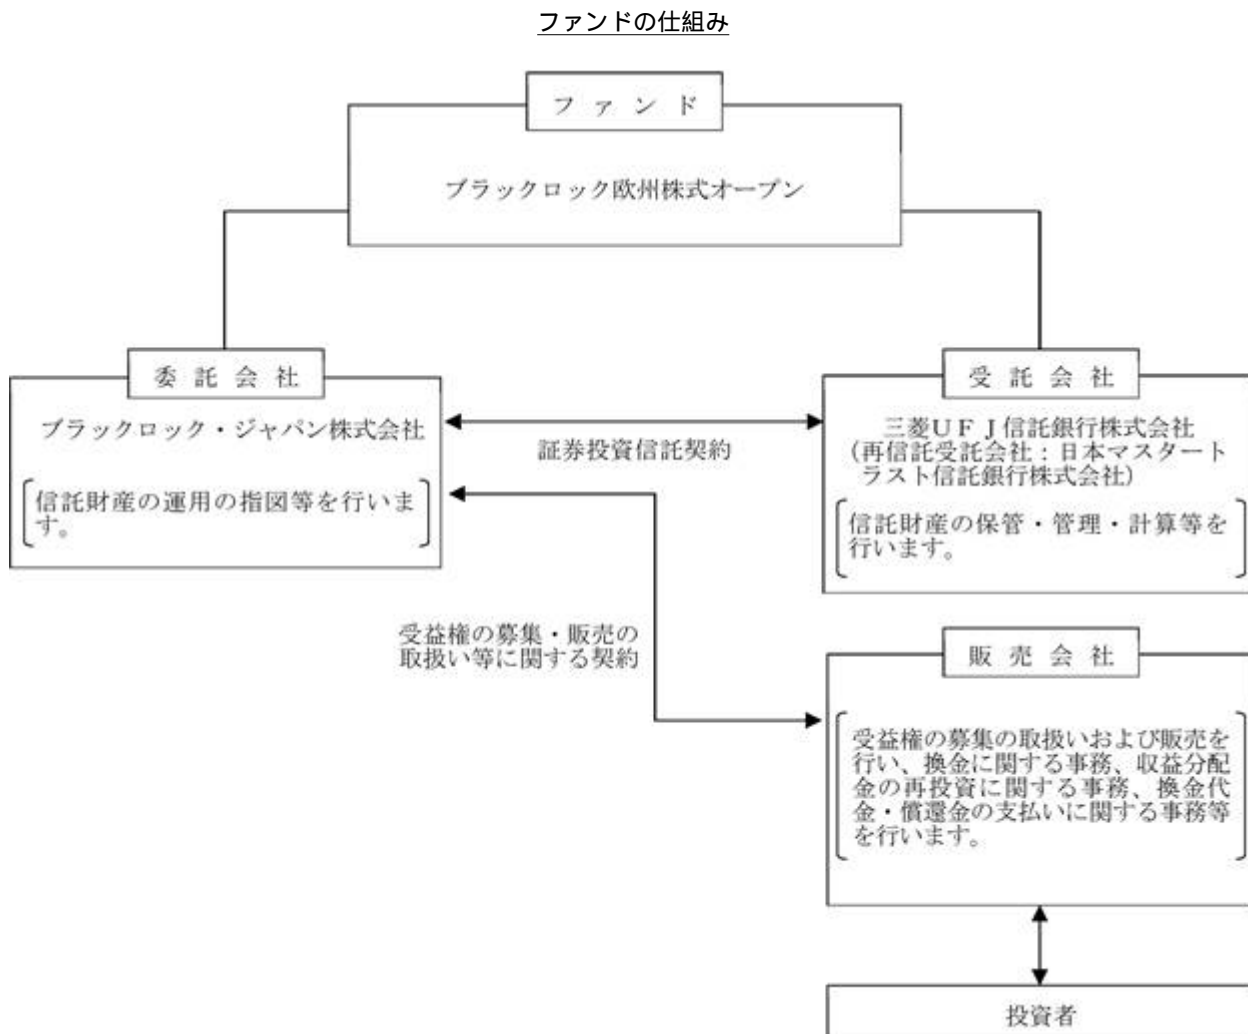 ファンドの仕組み
ファンド
ブラックロック欧州株式オープン
委託会社
ブラックロック・ジャパン株式会社
信託財産の運用の指図等を行いま
す。
証券投資信託契約
受託会社
三菱UFJ信託銀行株式会社
(再信託受託会社:日本マスタート
ラスト信託銀行株式会社)
信託財産の保管・管理・計算等を
行います。
受益権の募集・販売の
取扱い等に関する契約
販売会社
受益権の募集の取扱いおよび販売を
行い、換金に関する事務、収益分配
金の再投資に関する事務、換金代
金・償還金の支払いに関する事務等
を行います。
投資者